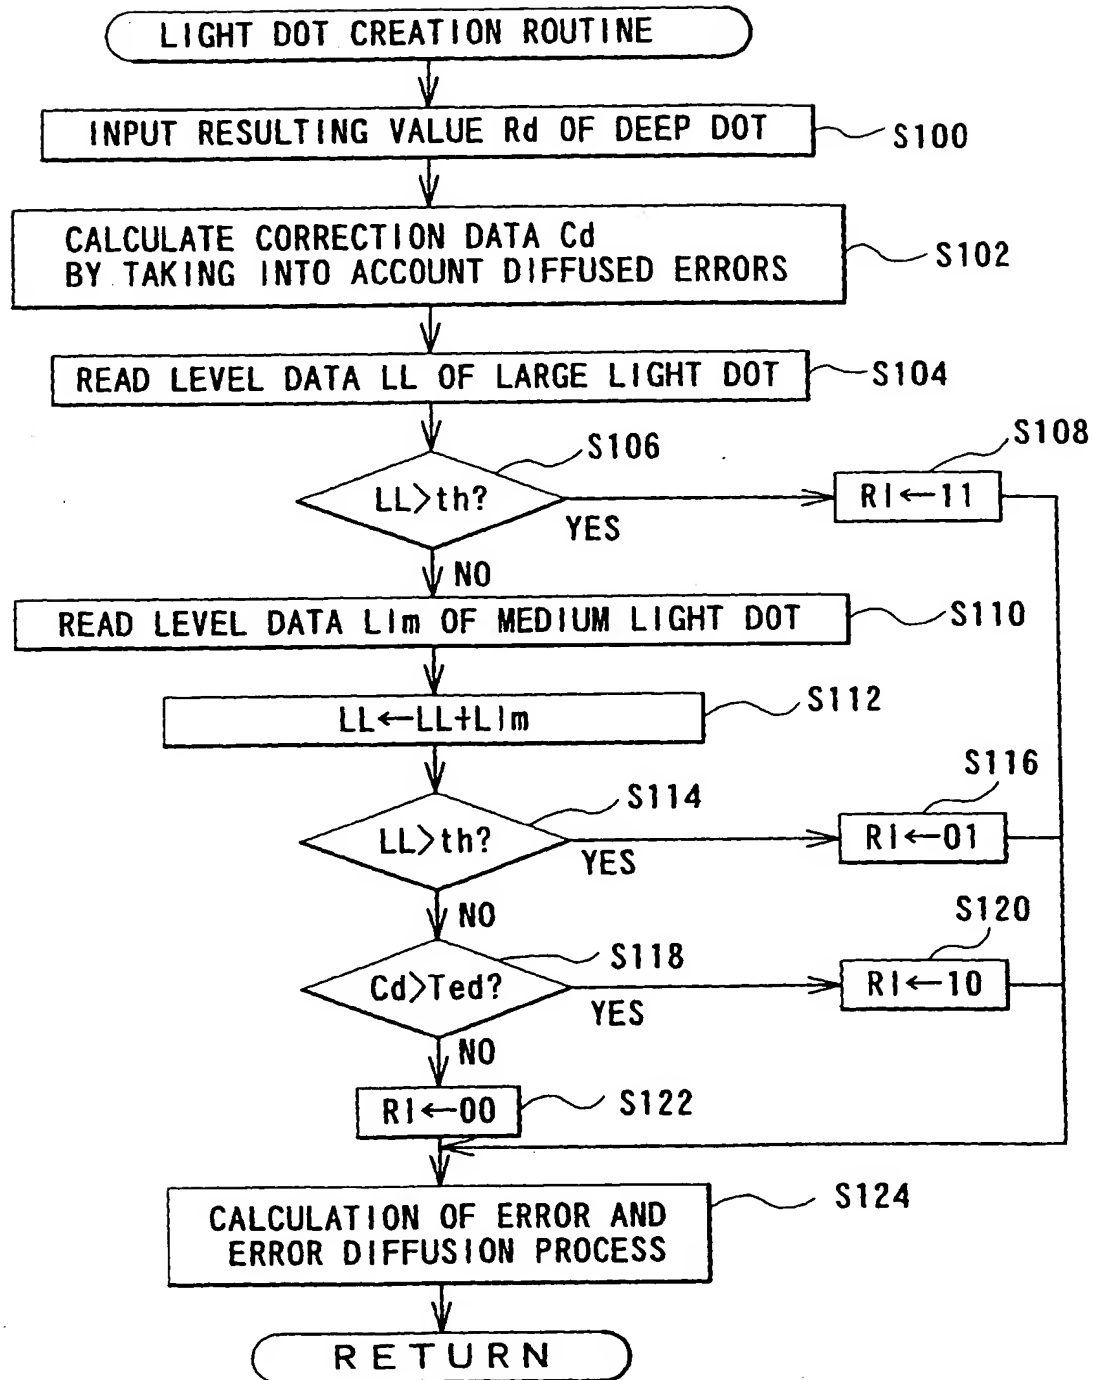 LIGHT DOT CREATION ROUTINE
INPUT RESULTING VALUE Rd OF DEEP DOT
S100
CALCULATE CORRECTION DATA Cd
BY TAKING INTO ACCOUNT DIFFUSED ERRORS
S102
READ LEVEL DATA LL OF LARGE LIGHT DOT
S104
LL>th?
S106
YES
Rl←11
S108
NO
READ LEVEL DATA Llm OF MEDIUM LIGHT DOT
S110
LL←LL+Llm
S112
LL>th?
S114
YES
Rl←01
S116
NO
Cd>Ted?
S118
YES
Rl←10
S120
NO
Rl←00
S122
CALCULATION OF ERROR AND
ERROR DIFFUSION PROCESS
S124
RETURN